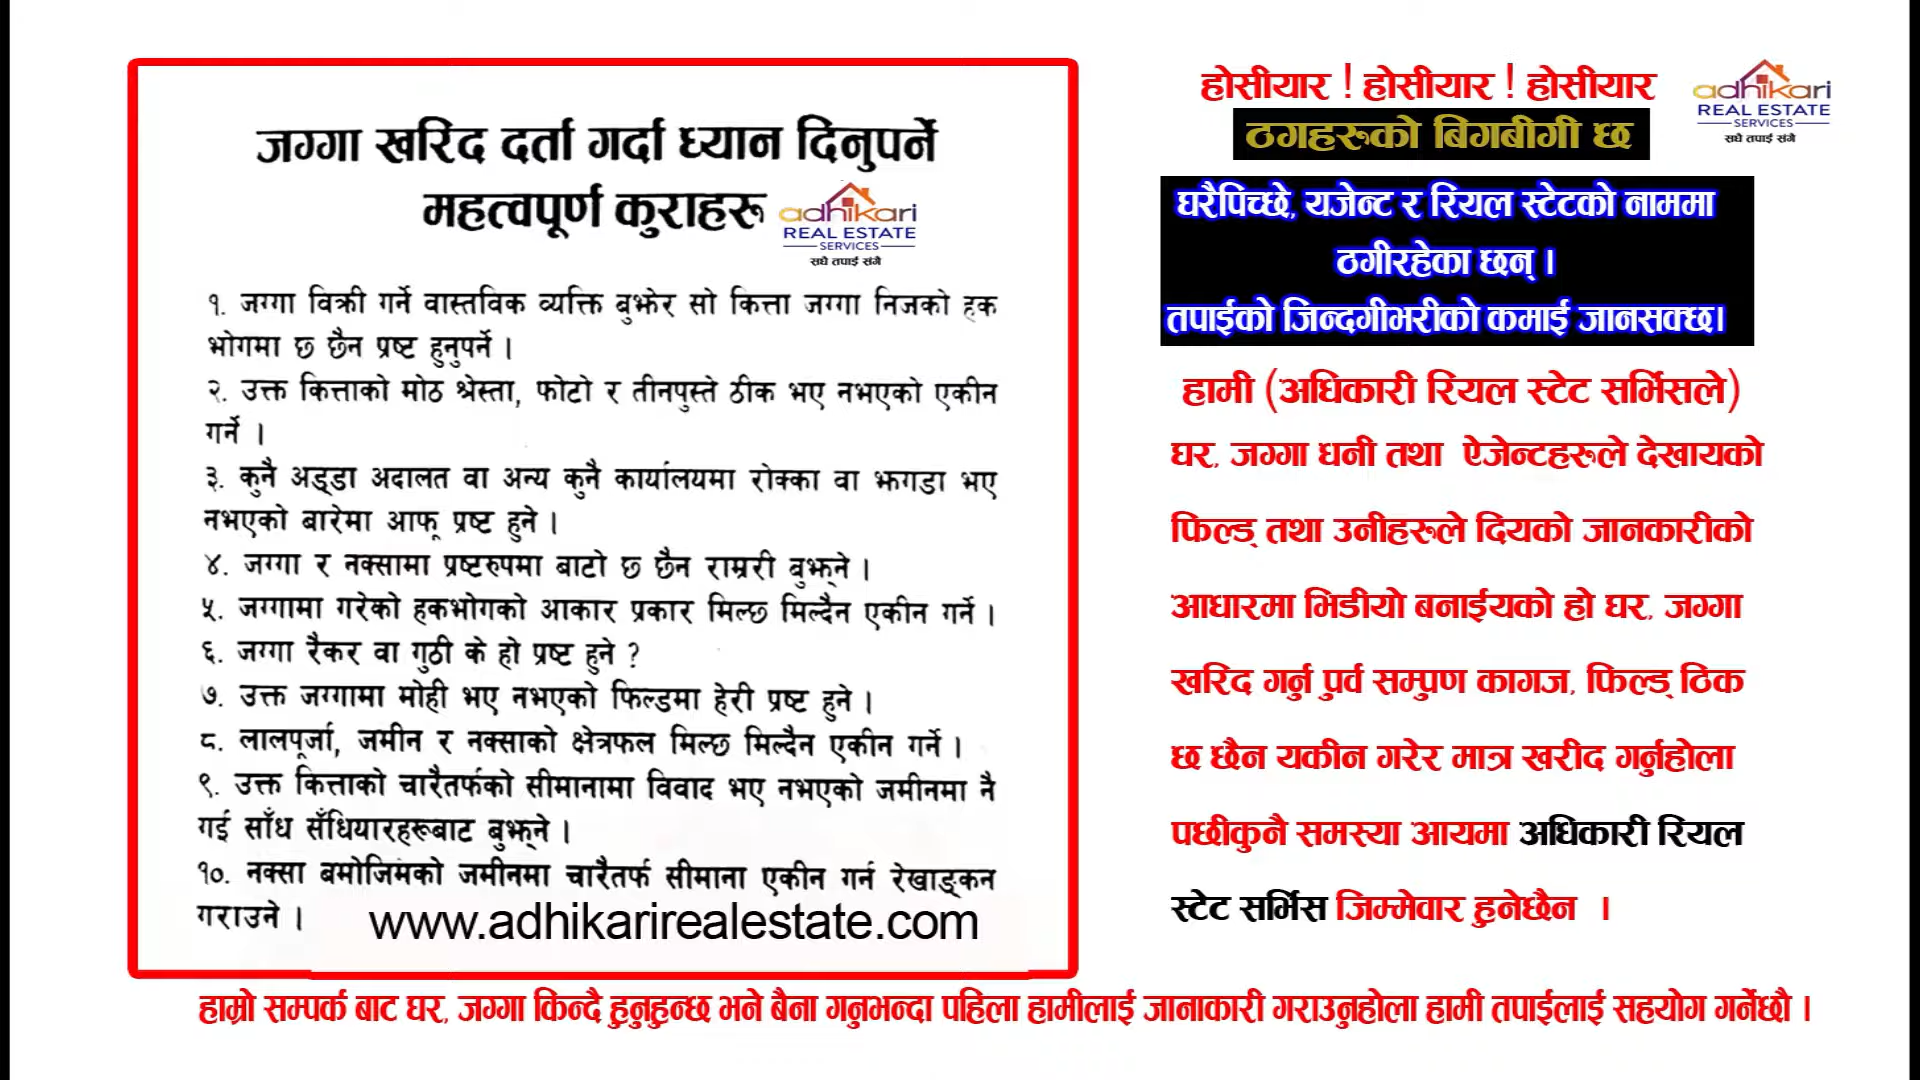 जग्गा खरिद दर्ता गर्दा ध्यान दिनुपर्ने
महत्वपूर्ण कुराहरू
adhikari
REAL ESTATE
SERVICES
सधै तपाई संगै
१. जग्गा विक्री गर्ने वास्तविक व्यक्ति बुझेर सो कित्ता जग्गा निजको हक
भोगमा छ छैन प्रष्ट हुनुपर्ने ।
२. उक्त कित्ताको मोठ श्रेस्ता, फोटो र तीनपुस्ते ठीक भए नभएको एकीन
गर्ने ।
३. कुनै अड्डा अदालत वा अन्य कुनै कार्यालयमा रोक्का वा झगडा भए
नभएको बारेमा आफू प्रष्ट हुने ।
४. जग्गा र नक्सामा प्रष्टरुपमा बाटो छ छैन राम्ररी बुझ्ने ।
५. जग्गामा गरेको हकभोगको आकार प्रकार मिल्छ मिल्दैन एकीन गर्ने ।
६. जग्गा रैकर वा गुठी के हो प्रष्ट हुने ?
७. उक्त जग्गामा मोही भए नभएको फिल्डमा हेरी प्रष्ट हुने ।
८. लालपूर्जा, जमीन र नक्साको क्षेत्रफल मिल्छ मिल्दैन एकीन गर्ने ।
९. उक्त कित्ताको चारैतर्फको सीमानामा विवाद भए नभएको जमीनमा नै
गई साँध सँधियारहरूबाट बुझ्ने ।
१०. नक्सा बमोजिमको जमीनमा चारैतर्फ सीमाना एकीन गर्न रेखाङ्कन
गराउने ।
www.adhikarirealestate.com
होसीयार ! होसीयार ! होसीयार
ठगहरुको बिगबीगी छ
adhikari
REAL ESTATE
SERVICES
सधै तपाई संगै
घरैपिच्छे, यजेन्ट र रियल स्टेटको नाममा
ठगीरहेका छन् ।
तपाईको जिन्दगीभरीको कमाई जानसक्छ।
हामी (अधिकारी रियल स्टेट सर्भिसले)
घर, जग्गा धनी तथा ऐजेन्टहरुले देखायको
फिल्ड् तथा उनीहरुले दियको जानकारीको
आधारमा भिडीयो बनाईयको हो घर, जग्गा
खरिद गर्नु पुर्व सम्पुण कागज, फिल्ड् ठिक
छ छैन यकीन गरेर मात्र खरीद गर्नुहोला
पछीकुनै समस्या आयमा अधिकारी रियल
स्टेट सर्भिस जिम्मेवार हुनेछैन ।
हाम्रो सम्पर्क बाट घर, जग्गा किन्दै हुनुहुन्छ भने बैना गनुभन्दा पहिला हामीलाई जानाकारी गराउनुहोला हामी तपाईलाई सहयोग गर्नेछौ ।